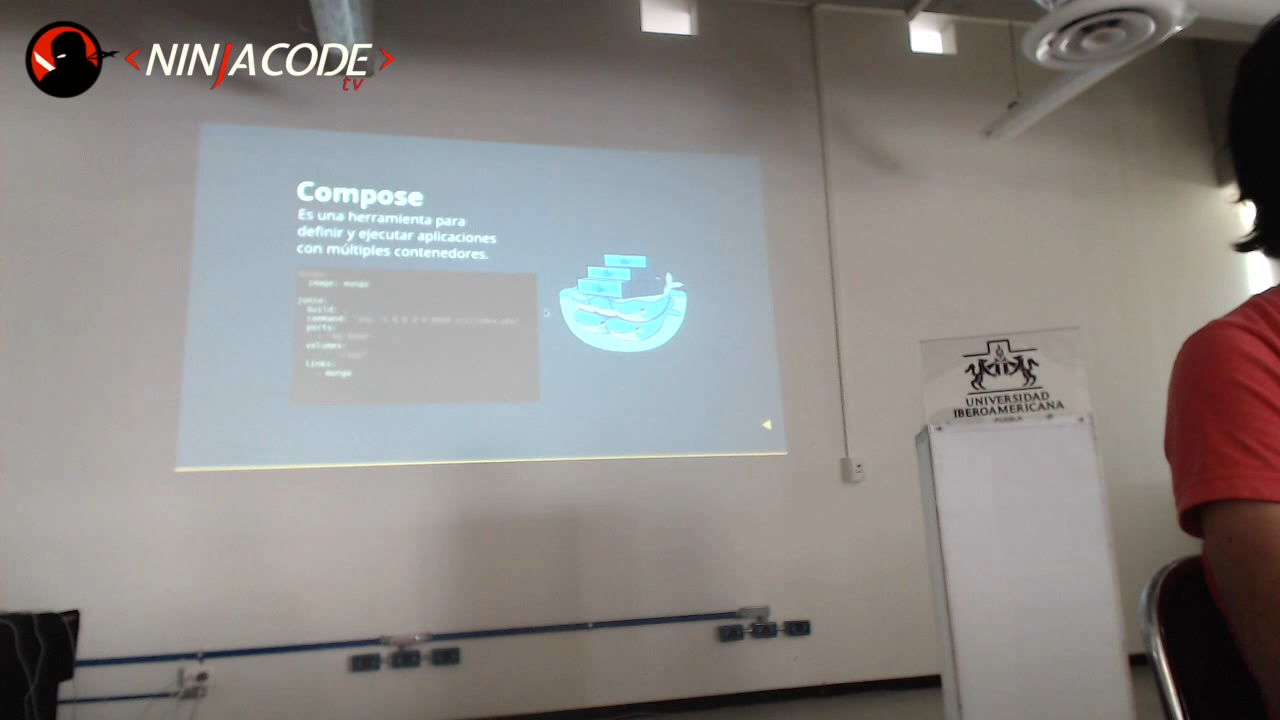 <NINJACODE>
tv
Compose
Es una herramienta para
definir y ejecutar aplicaciones
con múltiples contenedores.
image: mongo
build:
command:
ports:
volumes:
links:
mongo
UNIVERSIDAD
IBEROAMERICANA
PUEBLA